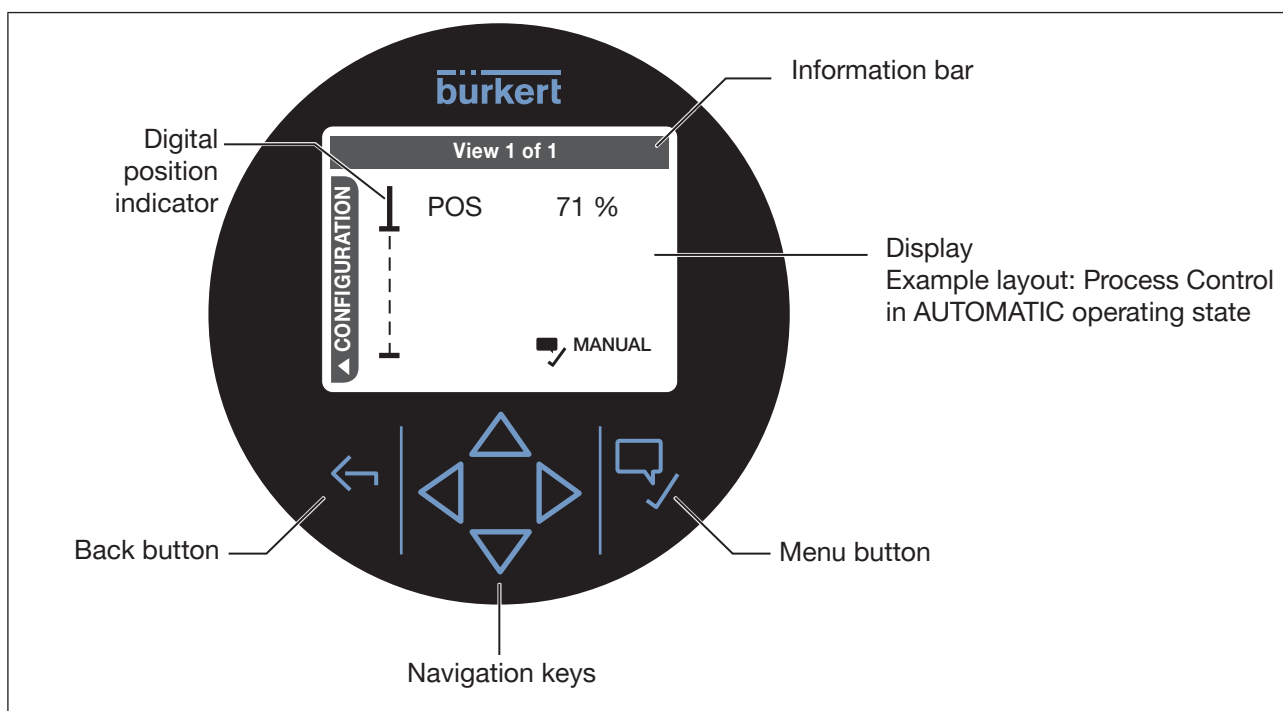 bürkert
Information bar
Digital
position
indicator
View 1 of 1
◀ CONFIGURATION
POS 71 %
Display
Example layout: Process Control
in AUTOMATIC operating state
MANUAL
Back button
Menu button
Navigation keys